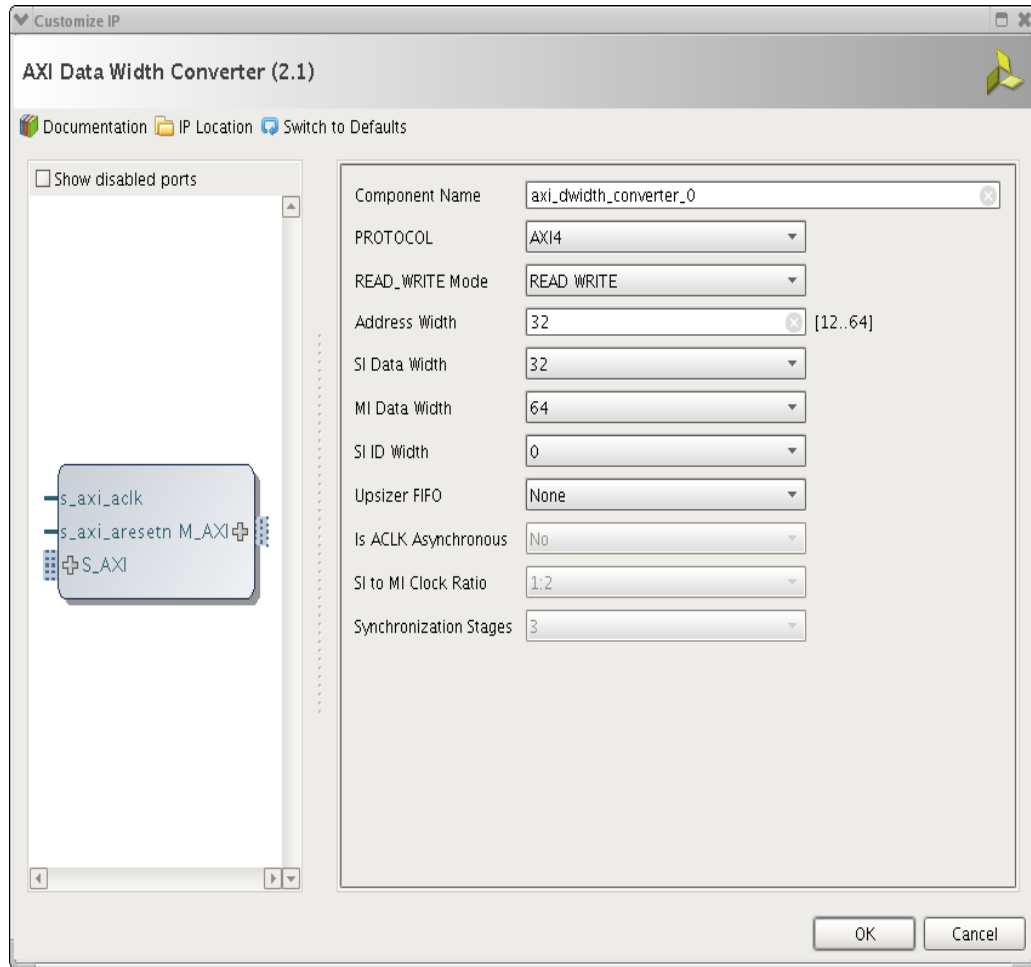 Customize IP
AXI Data Width Converter (2.1)
Documentation IP Location Switch to Defaults
Show disabled ports
s_axi_aclk
s_axi_aresetn M_AXI
S_AXI
Component Name axi_dwidth_converter_0
PROTOCOL AXI4
READ_WRITE Mode READ WRITE
Address Width 32 [12..64]
SI Data Width 32
MI Data Width 64
SI ID Width 0
Upsizer FIFO None
Is ACLK Asynchronous No
SI to MI Clock Ratio 1:2
Synchronization Stages 3
OK Cancel